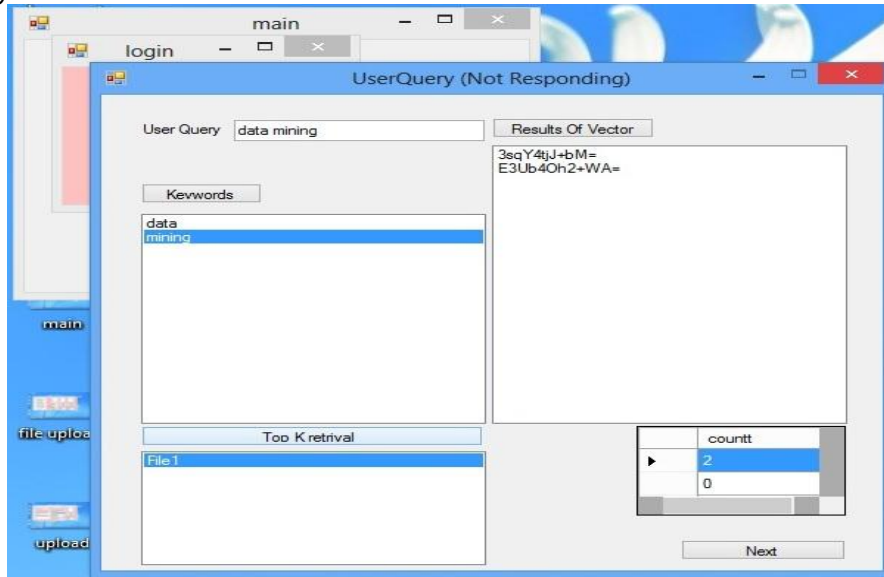 main
login
UserQuery (Not Responding)
User Query
data mining
Results Of Vector
3sqY4tjJ+bM=
E3Ub4Oh2+WA=
Keywords
data
mining
main
file uploa
Top K retrival
File1
countt
2
0
upload
Next